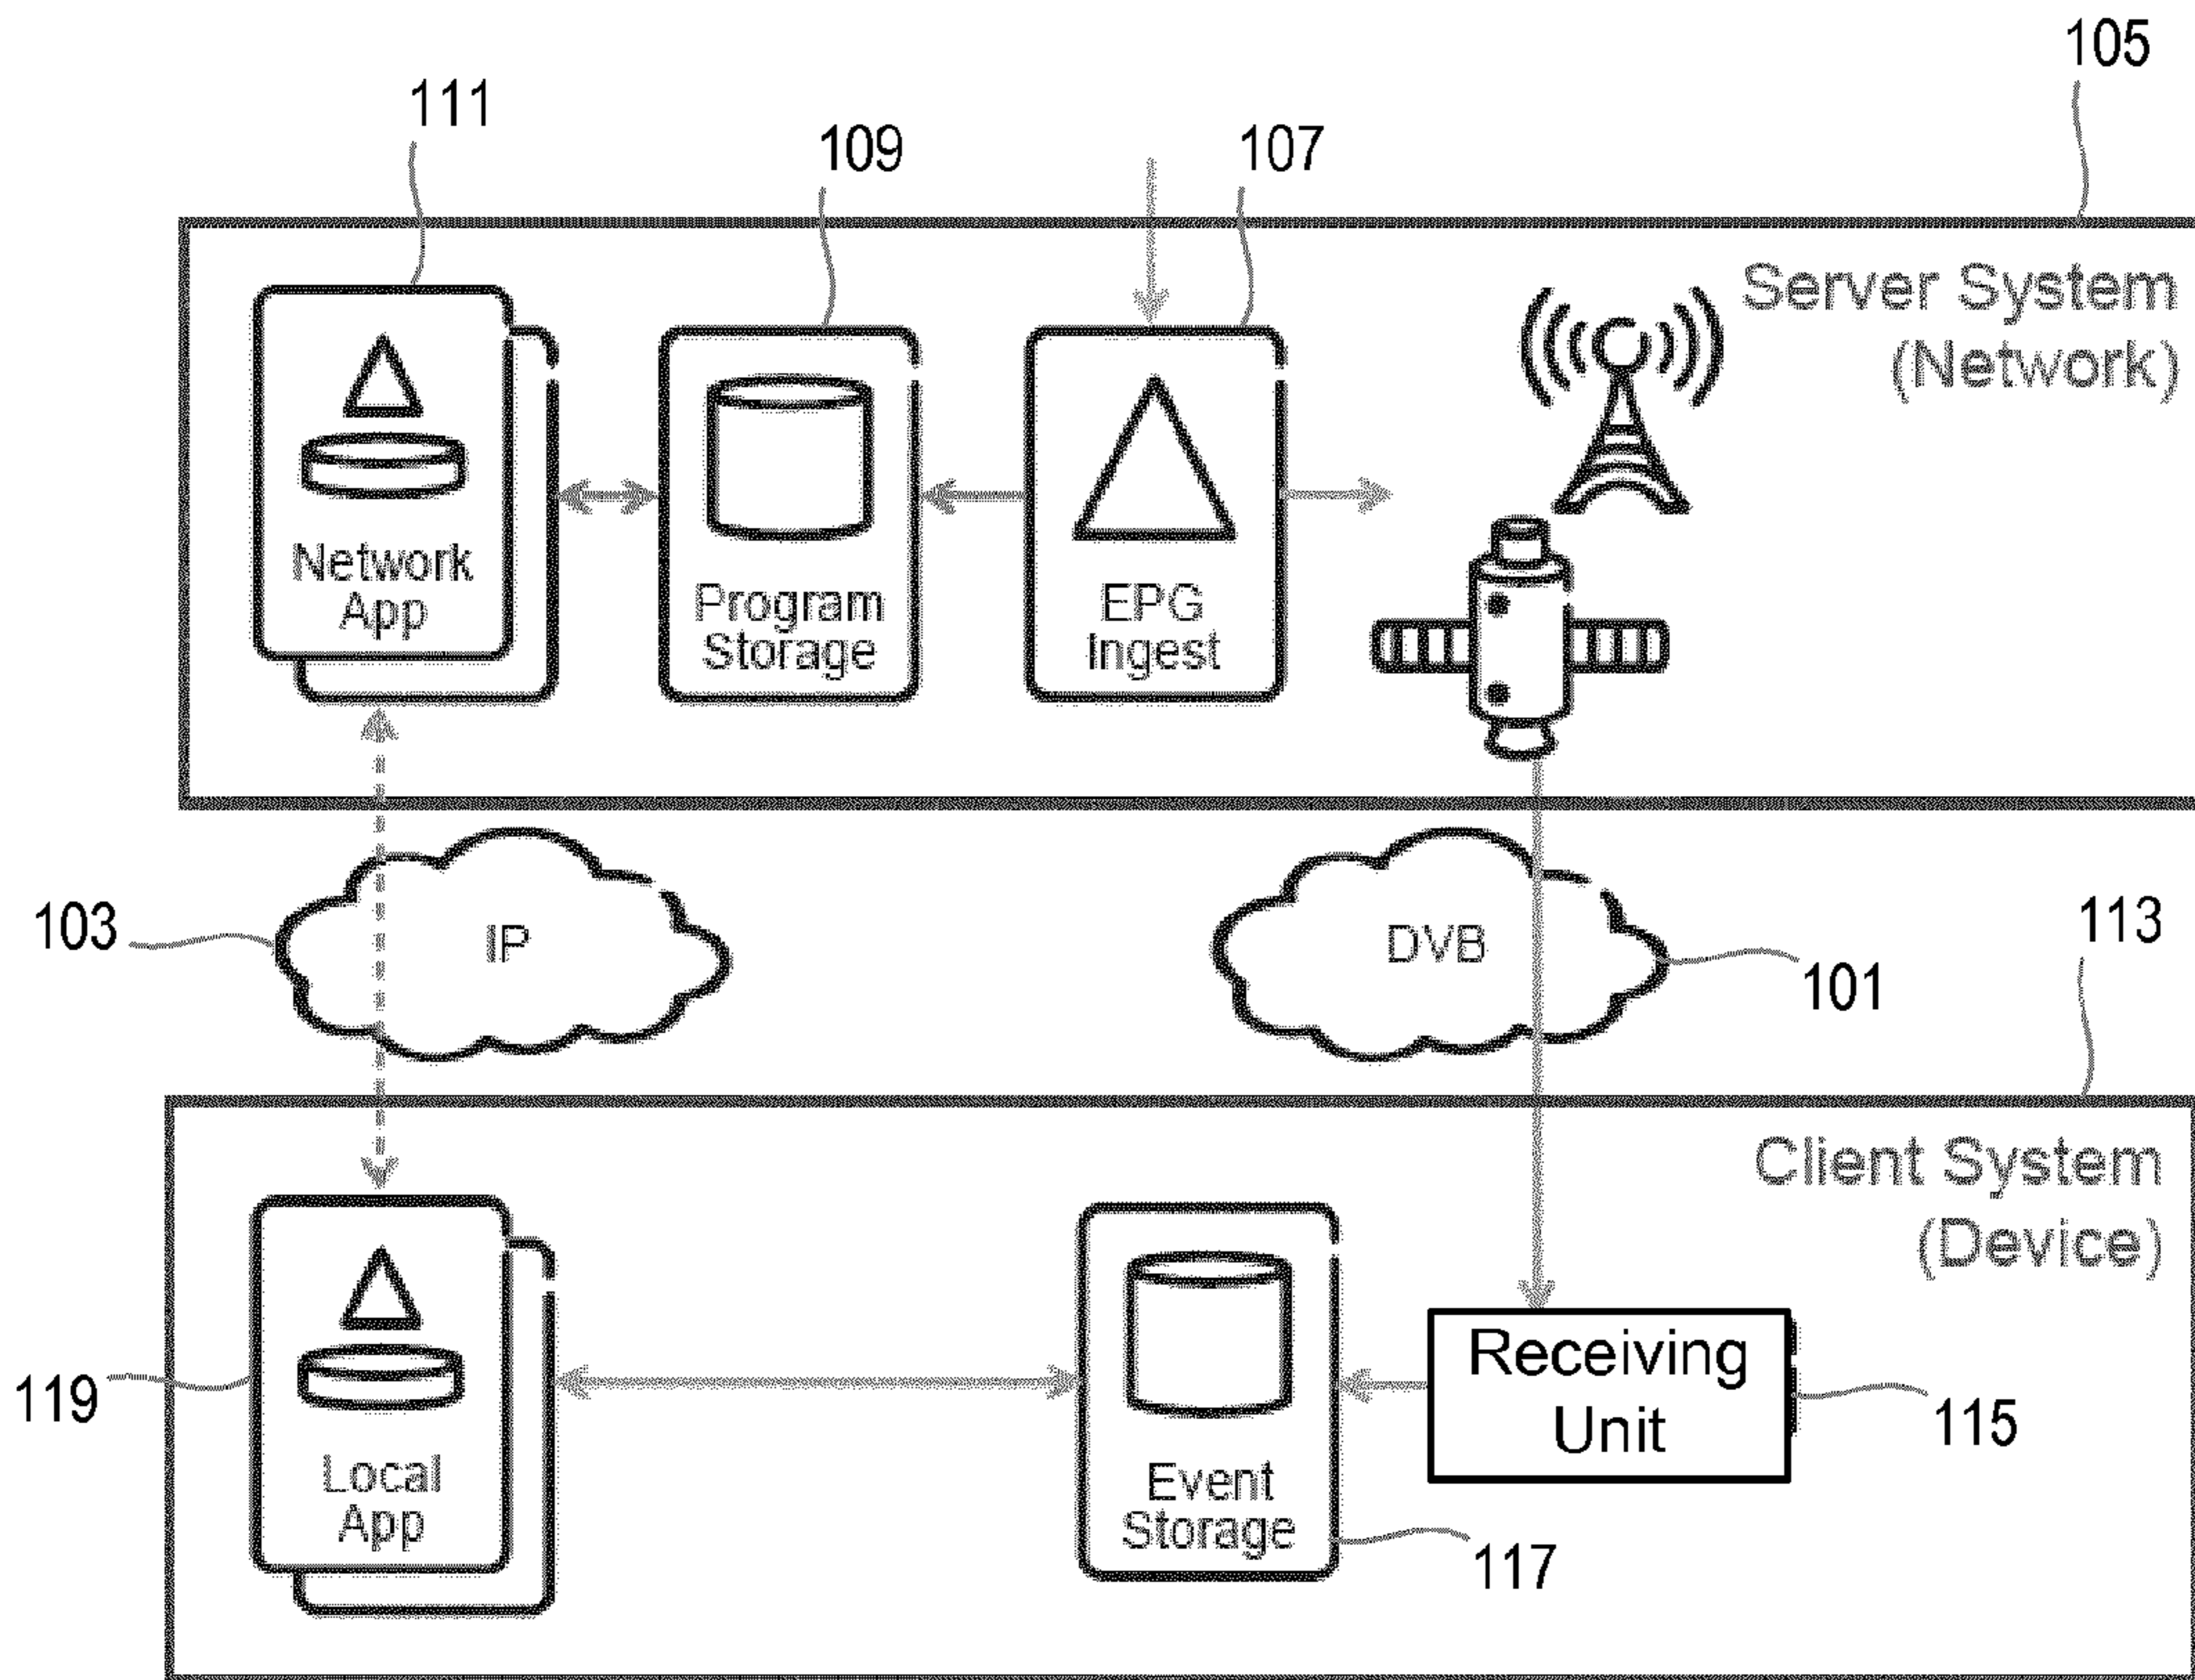 105
111
109
107
Server System
(Network)
Network
App
Program
Storage
EPG
Ingest
103
IP
DVB
101
113
Client System
(Device)
119
Local
App
Event
Storage
Receiving
Unit
115
117